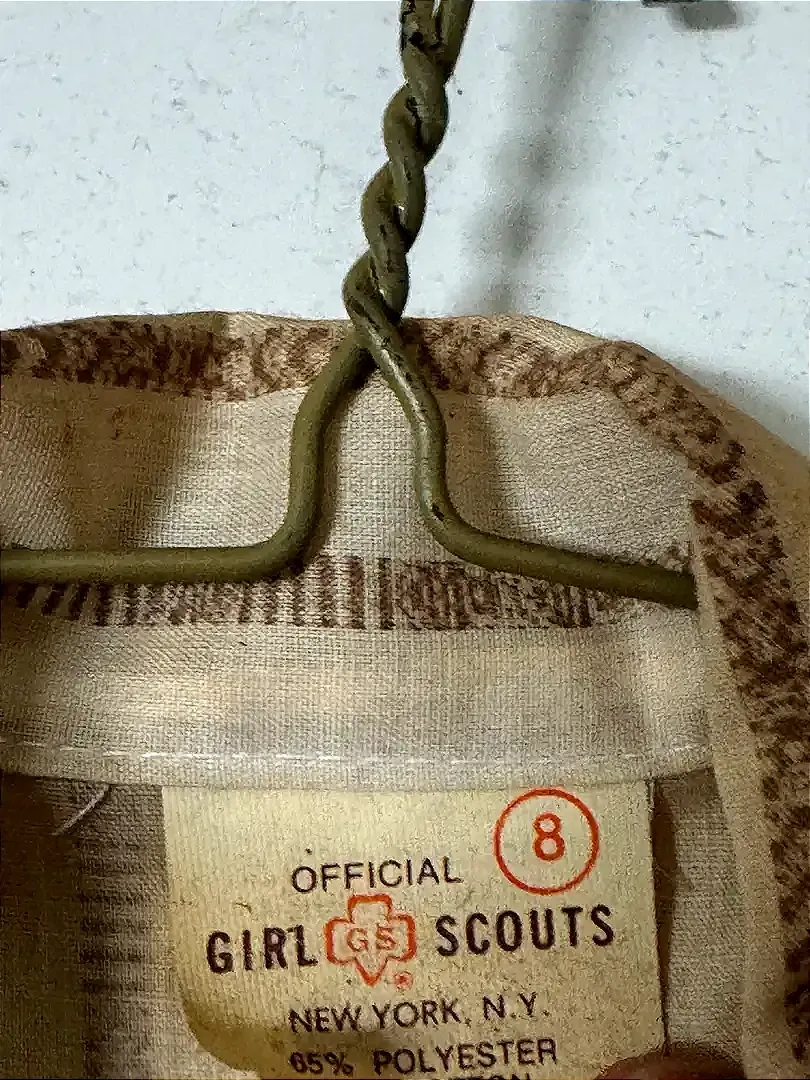 8
OFFICIAL
GIRL GS SCOUTS
®
NEW YORK, N.Y.
65% POLYESTER